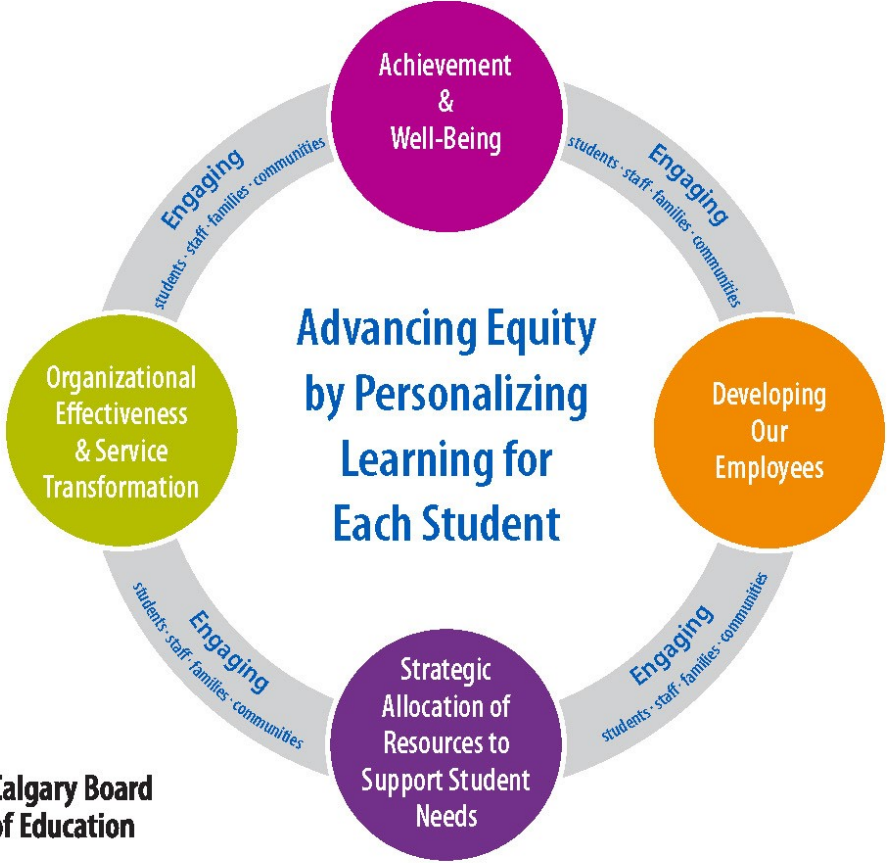 Achievement
&
Well-Being
Engaging
students · staff · families · communities
Engaging
students · staff · families · communities
Advancing Equity
by Personalizing
Learning for
Each Student
Organizational
Effectiveness
& Service
Transformation
Developing
Our
Employees
Engaging
students · staff · families · communities
Engaging
students · staff · families · communities
Strategic
Allocation of
Resources to
Support Student
Needs
Calgary Board
of Education